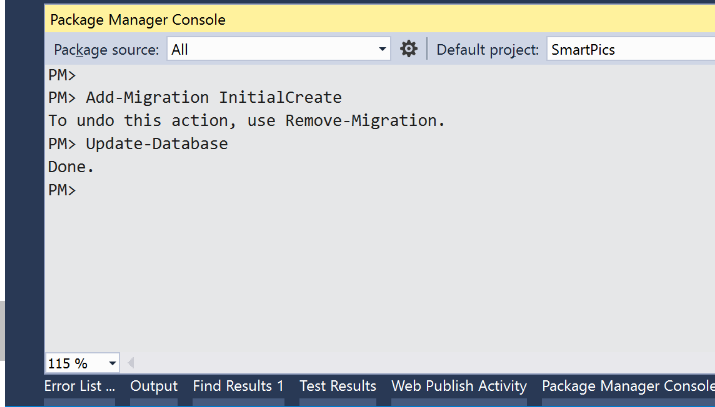 Package Manager Console
Package source: All Default project: SmartPics
PM>
PM> Add-Migration InitialCreate
To undo this action, use Remove-Migration.
PM> Update-Database
Done.
PM>
115 %
Error List ... Output Find Results 1 Test Results Web Publish Activity Package Manager Console